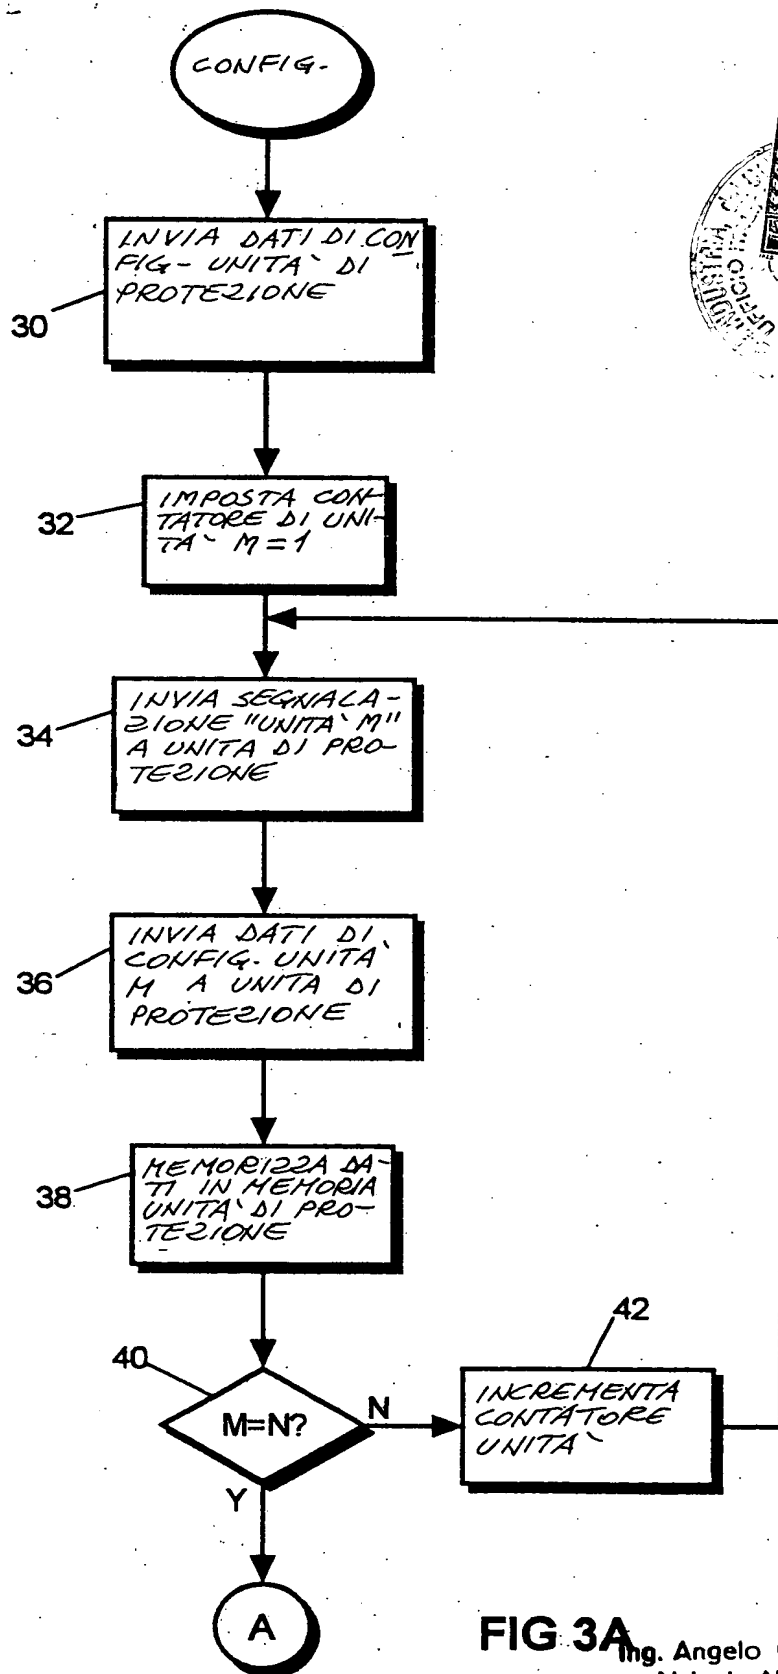 CONFIG-
INVIA DATI DI CON
FIG- UNITA` DI
PROTEZIONE
30
IMPOSTA CON-
TATORE DI UNI-
TA` M=1
32
INVIA SEGNALA-
ZIONE "UNITA` M"
A UNITA DI PRO-
TEZIONE
34
INVIA DATI DI
CONFIG- UNITA`
M A UNITA DI
PROTEZIONE
36
MEMORIZZA DA-
TI IN MEMORIA
UNITA` DI PRO-
TEZIONE
38
40
M=N?
N
Y
42
INCREMENTA
CONTATORE
UNITA`
A
FIG 3A
Ing. Angelo
INDUSTRIA,
UFFICIO